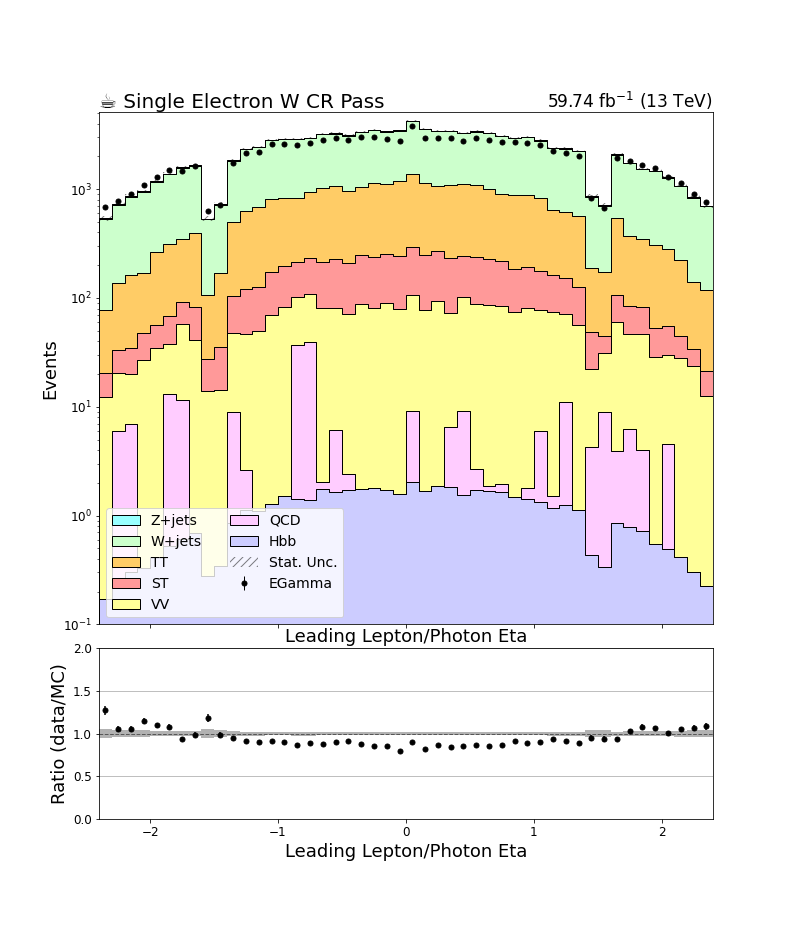 ☕ Single Electron W CR Pass 59.74 fb⁻¹ (13 TeV)
Events
10³
10²
10¹
10⁰
10⁻¹
Z+jets QCD
W+jets Hbb
TT Stat. Unc.
ST EGamma
VV
Leading Lepton/Photon Eta
Ratio (data/MC)
2.0
1.5
1.0
0.5
0.0
−2 −1 0 1 2
Leading Lepton/Photon Eta